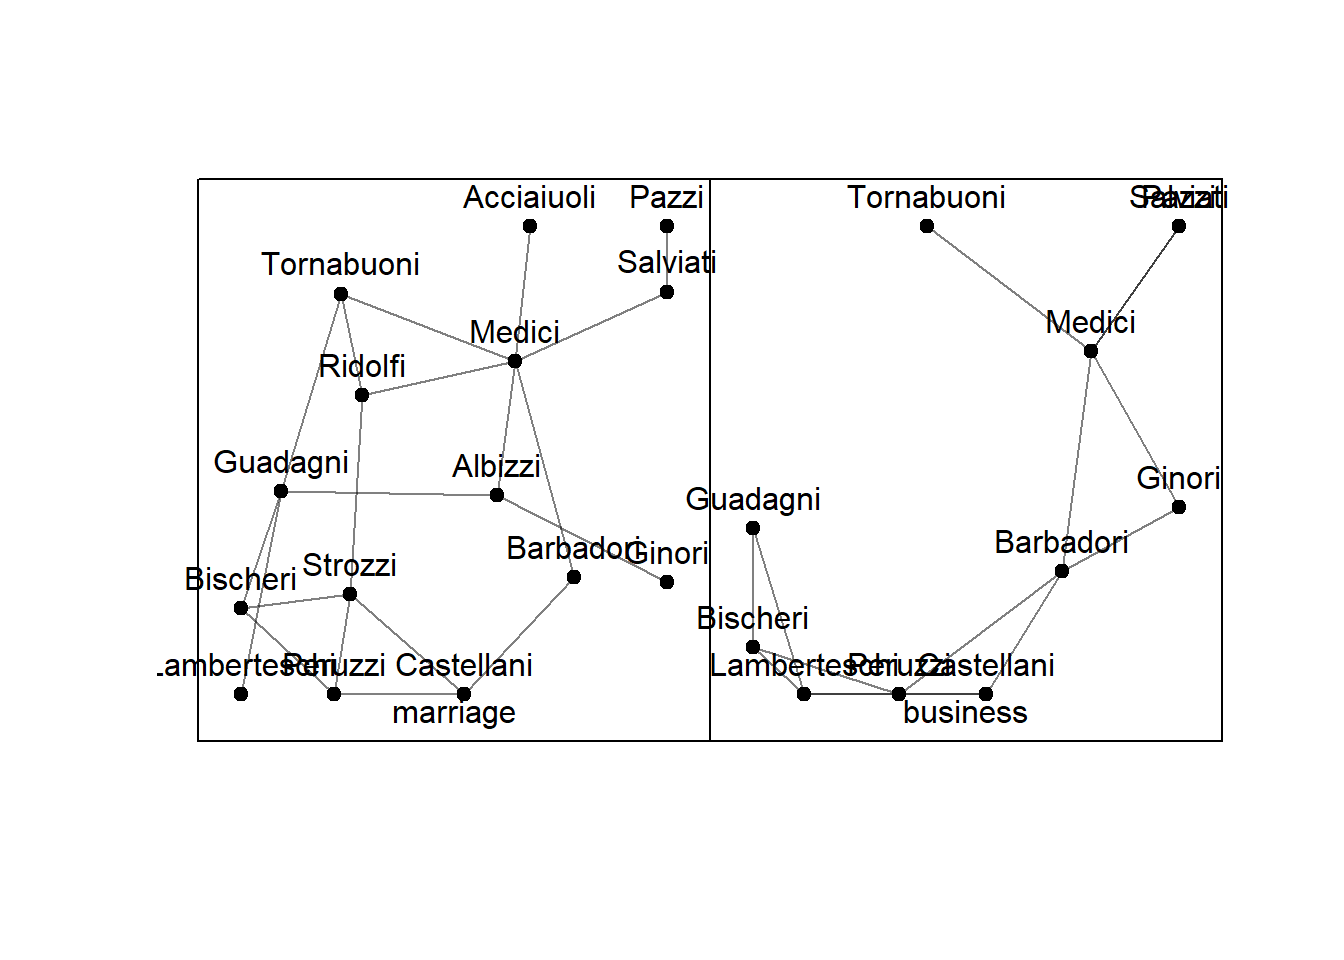 Acciaiuoli
Pazzi
Tornabuoni
Salviati
Medici
Ridolfi
Guadagni
Albizzi
Barbadori
Ginori
Strozzi
Bischeri
Lamberteschi
Peruzzi
Castellani
marriage
Tornabuoni
Salviati
Pazzi
Medici
Ginori
Guadagni
Barbadori
Bischeri
Lamberteschi
Peruzzi
Castellani
business